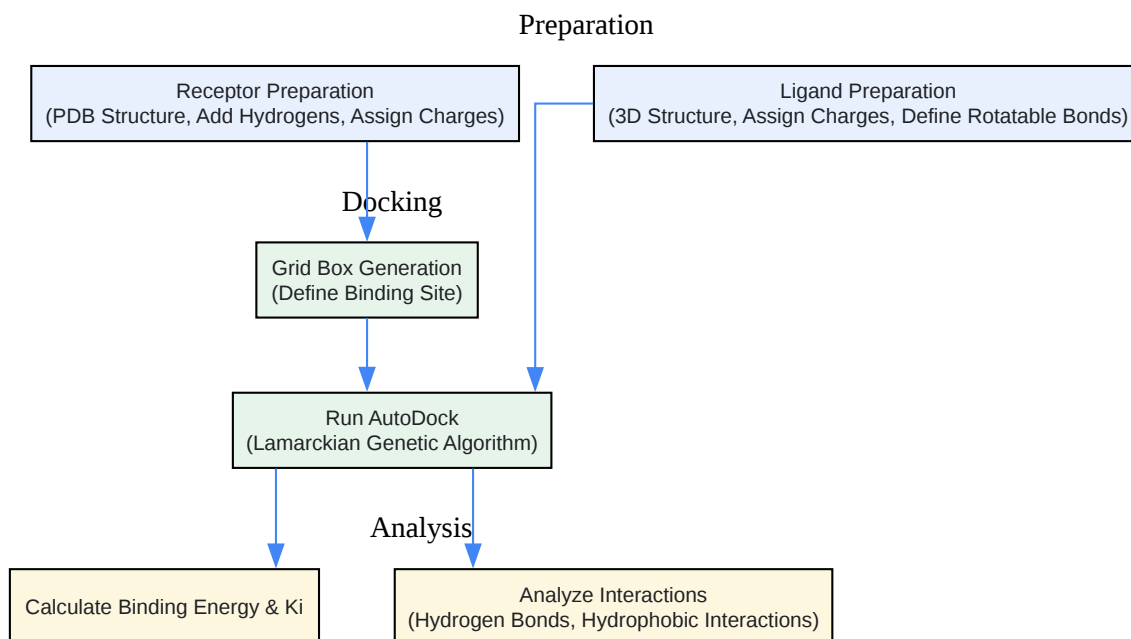 Preparation
Receptor Preparation
(PDB Structure, Add Hydrogens, Assign Charges)
Ligand Preparation
(3D Structure, Assign Charges, Define Rotatable Bonds)
Docking
Grid Box Generation
(Define Binding Site)
Run AutoDock
(Lamarckian Genetic Algorithm)
Analysis
Calculate Binding Energy & Ki
Analyze Interactions
(Hydrogen Bonds, Hydrophobic Interactions)